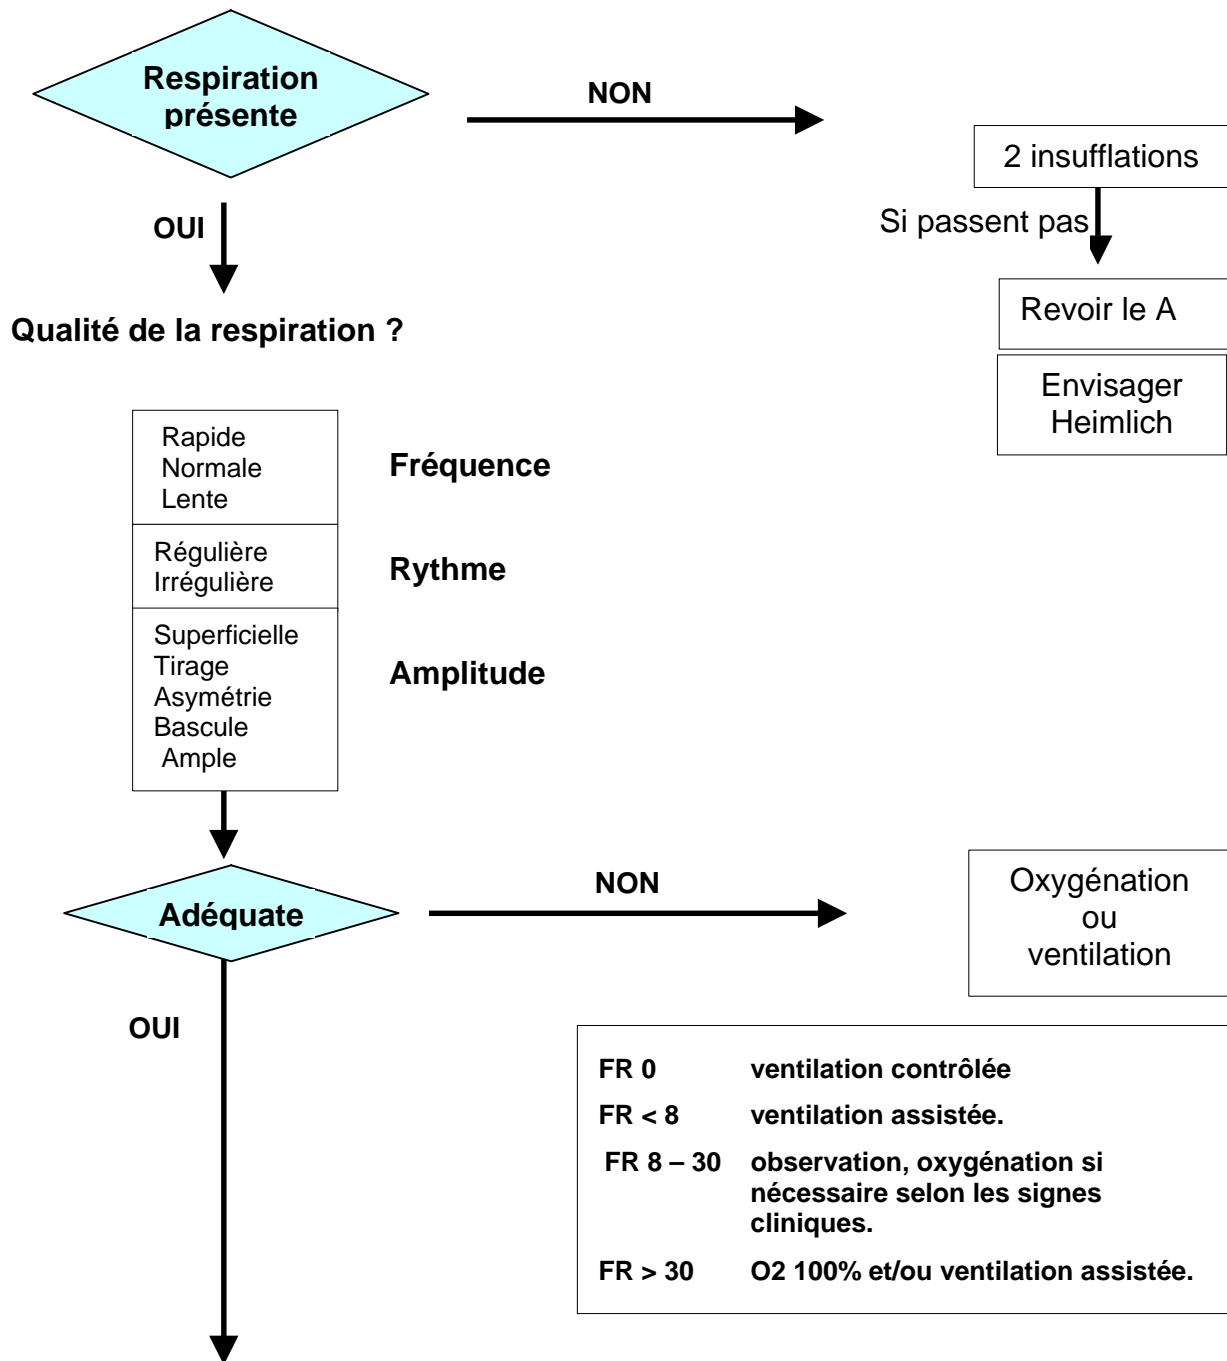 Respiration
présente
NON
2 insufflations
OUI
Si passent pas
Revoir le A
Qualité de la respiration ?
Envisager
Heimlich
Rapide
Normale
Lente
Fréquence
Régulière
Irrégulière
Rythme
Superficielle
Tirage
Asymétrie
Bascule
Ample
Amplitude
Adéquate
NON
Oxygénation
ou
ventilation
OUI
FR 0 ventilation contrôlée
FR < 8 ventilation assistée.
FR 8 – 30 observation, oxygénation si
nécessaire selon les signes
cliniques.
FR > 30 O2 100% et/ou ventilation assistée.